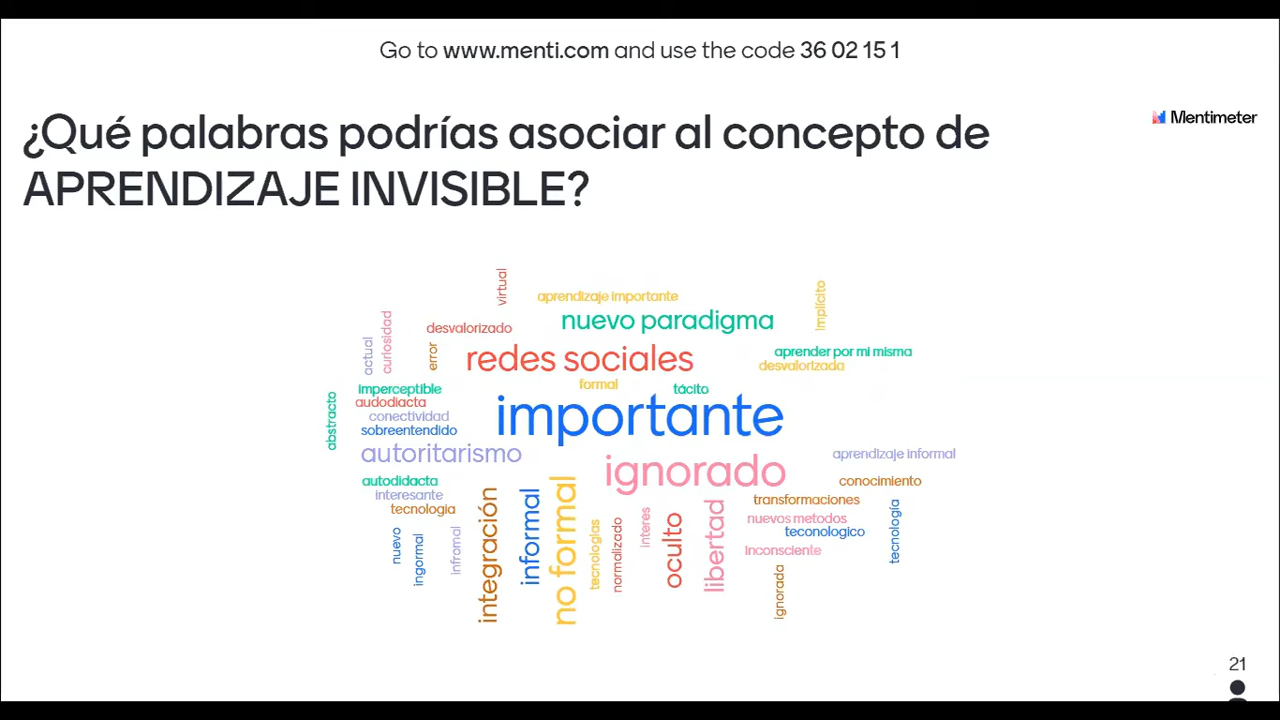 Go to www.menti.com and use the code 36 02 15 1
Mentimeter
¿Qué palabras podrías asociar al concepto de
APRENDIZAJE INVISIBLE?
virtual
aprendizaje importante
implícito
nuevo paradigma
curiosidad
desvalorizado
actual
error
redes sociales
aprender por mi misma
desvalorizada
formal
tácito
imperceptible
audodiacta
abstracto
conectividad
importante
sobreentendido
autoritarismo
ignorado
aprendizaje informal
autodidacta
conocimiento
interesante
tecnologia
integración
informal
no formal
transformaciones
nuevos metodos
teconologico
tecnología
inconsciente
nuevo
ingormal
infromal
tecnologias
normalizado
interes
oculto
libertad
ignorada
21